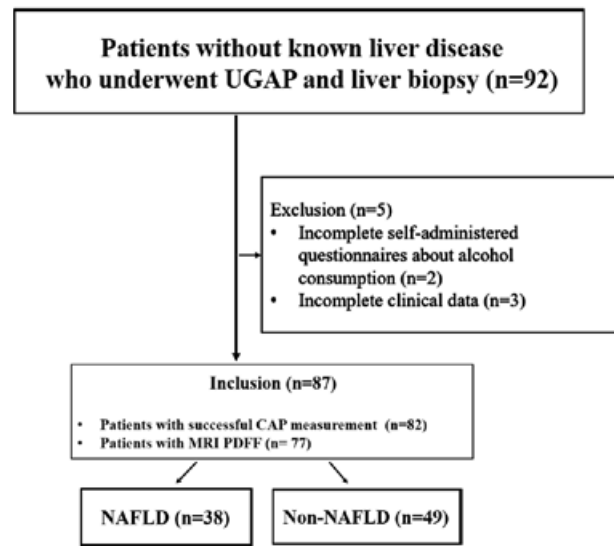 Patients without known liver disease
who underwent UGAP and liver biopsy (n=92)
Exclusion (n=5)
• Incomplete self-administered
questionnaires about alcohol
consumption (n=2)
• Incomplete clinical data (n=3)
Inclusion (n=87)
• Patients with successful CAP measurement (n=82)
• Patients with MRI PDFF (n= 77)
NAFLD (n=38)
Non-NAFLD (n=49)